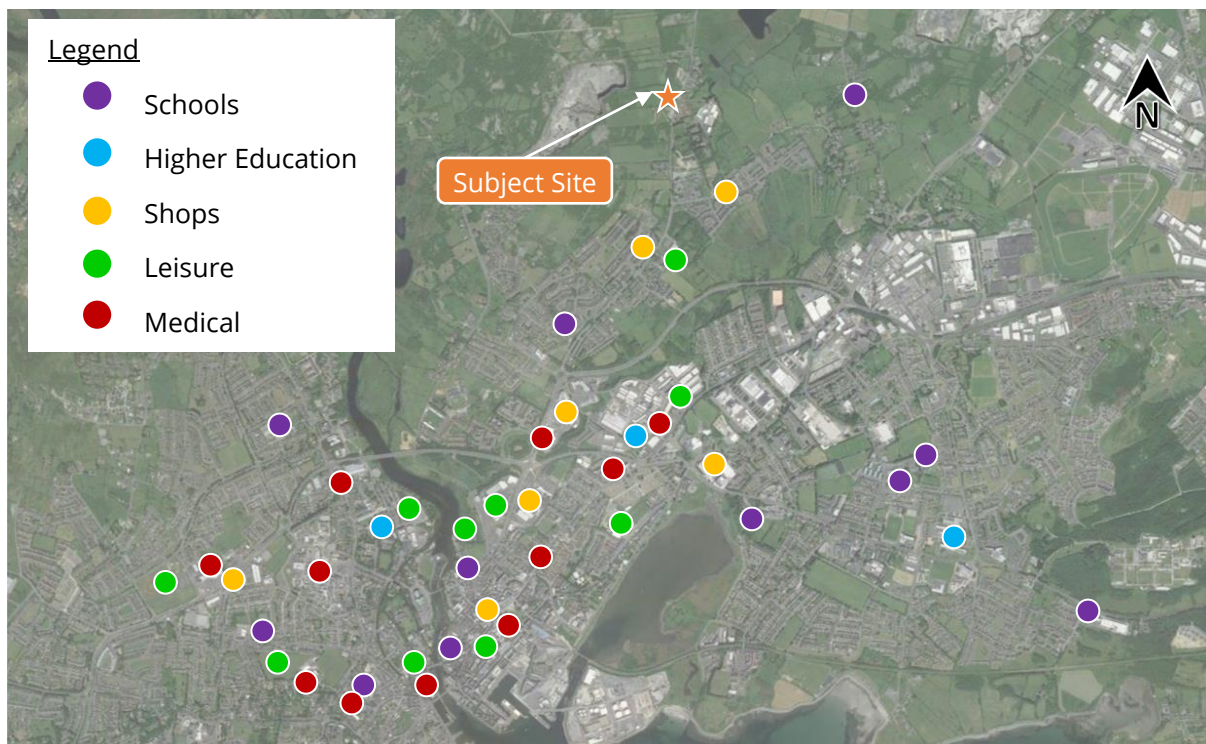 Legend
Schools
Higher Education
Shops
Leisure
Medical
Subject Site
N